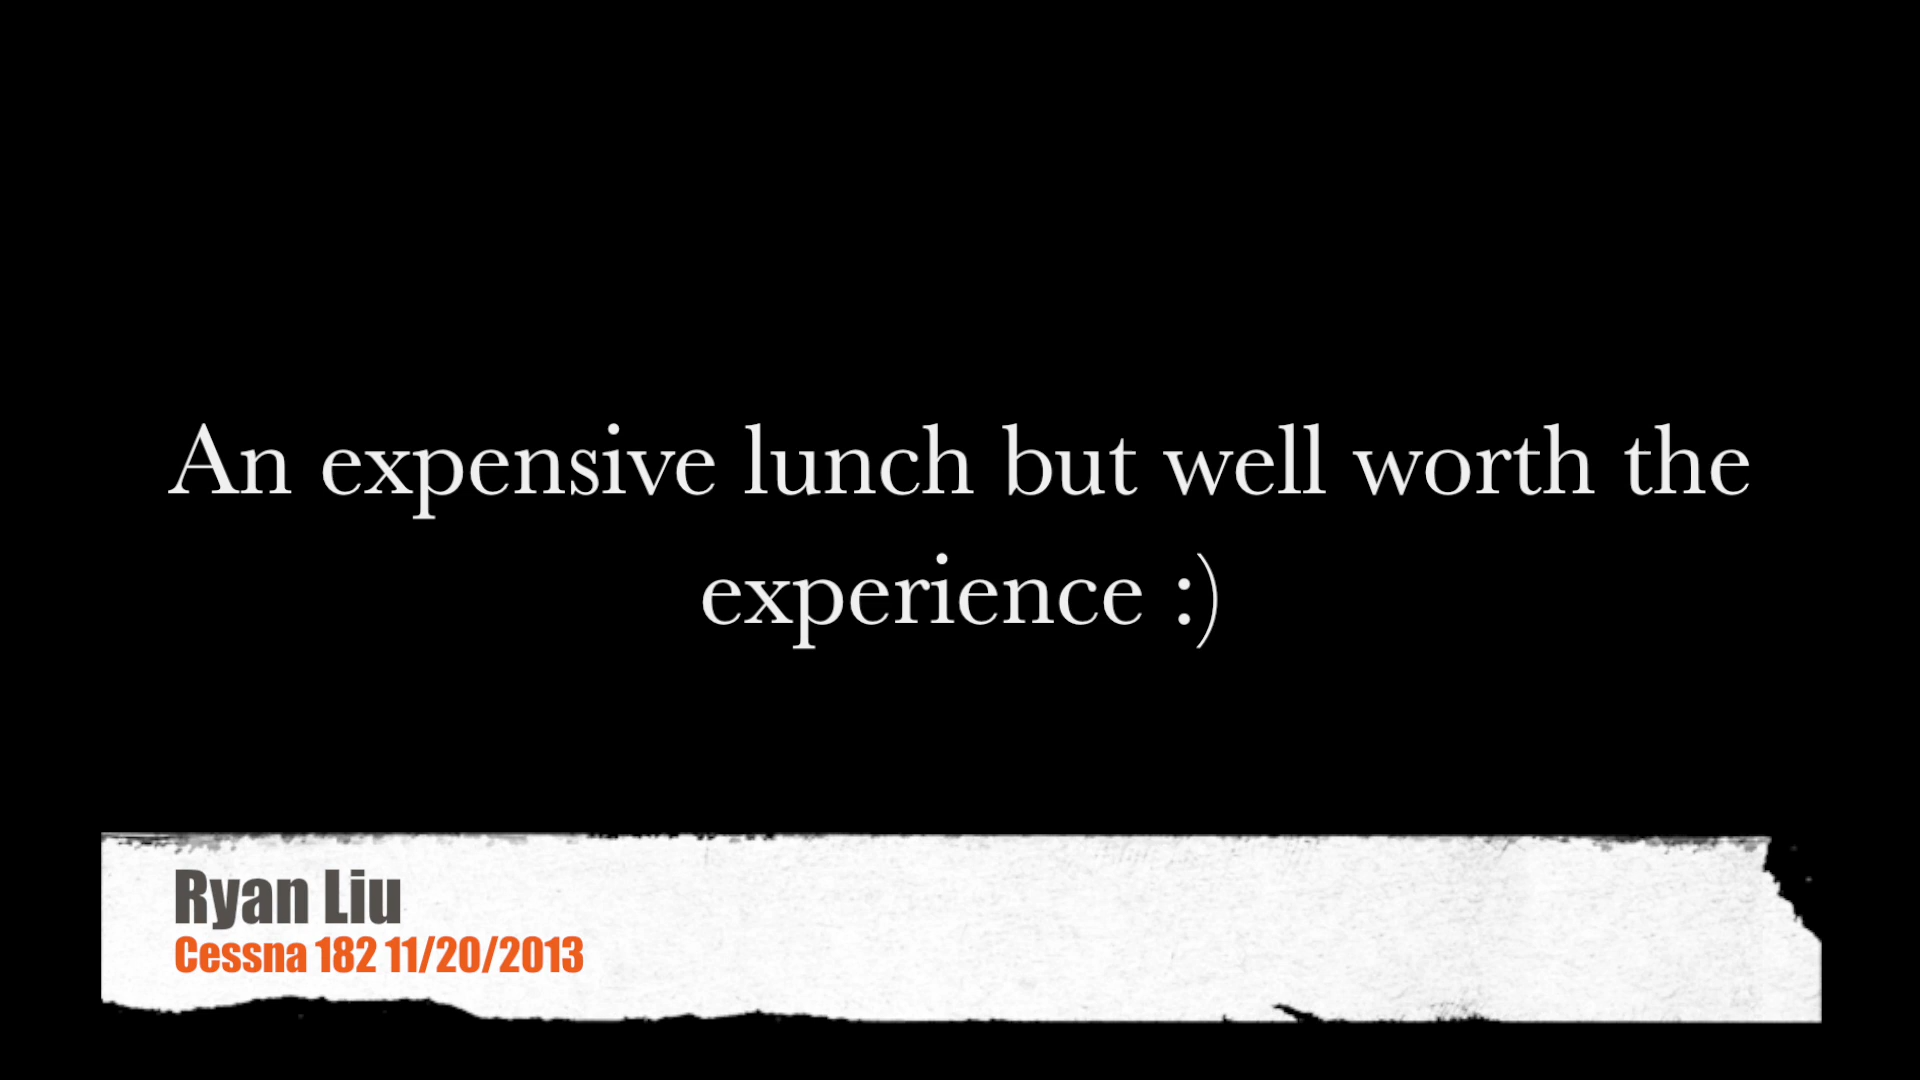 An expensive lunch but well worth the
experience :)
Ryan Liu
Cessna 182 11/20/2013